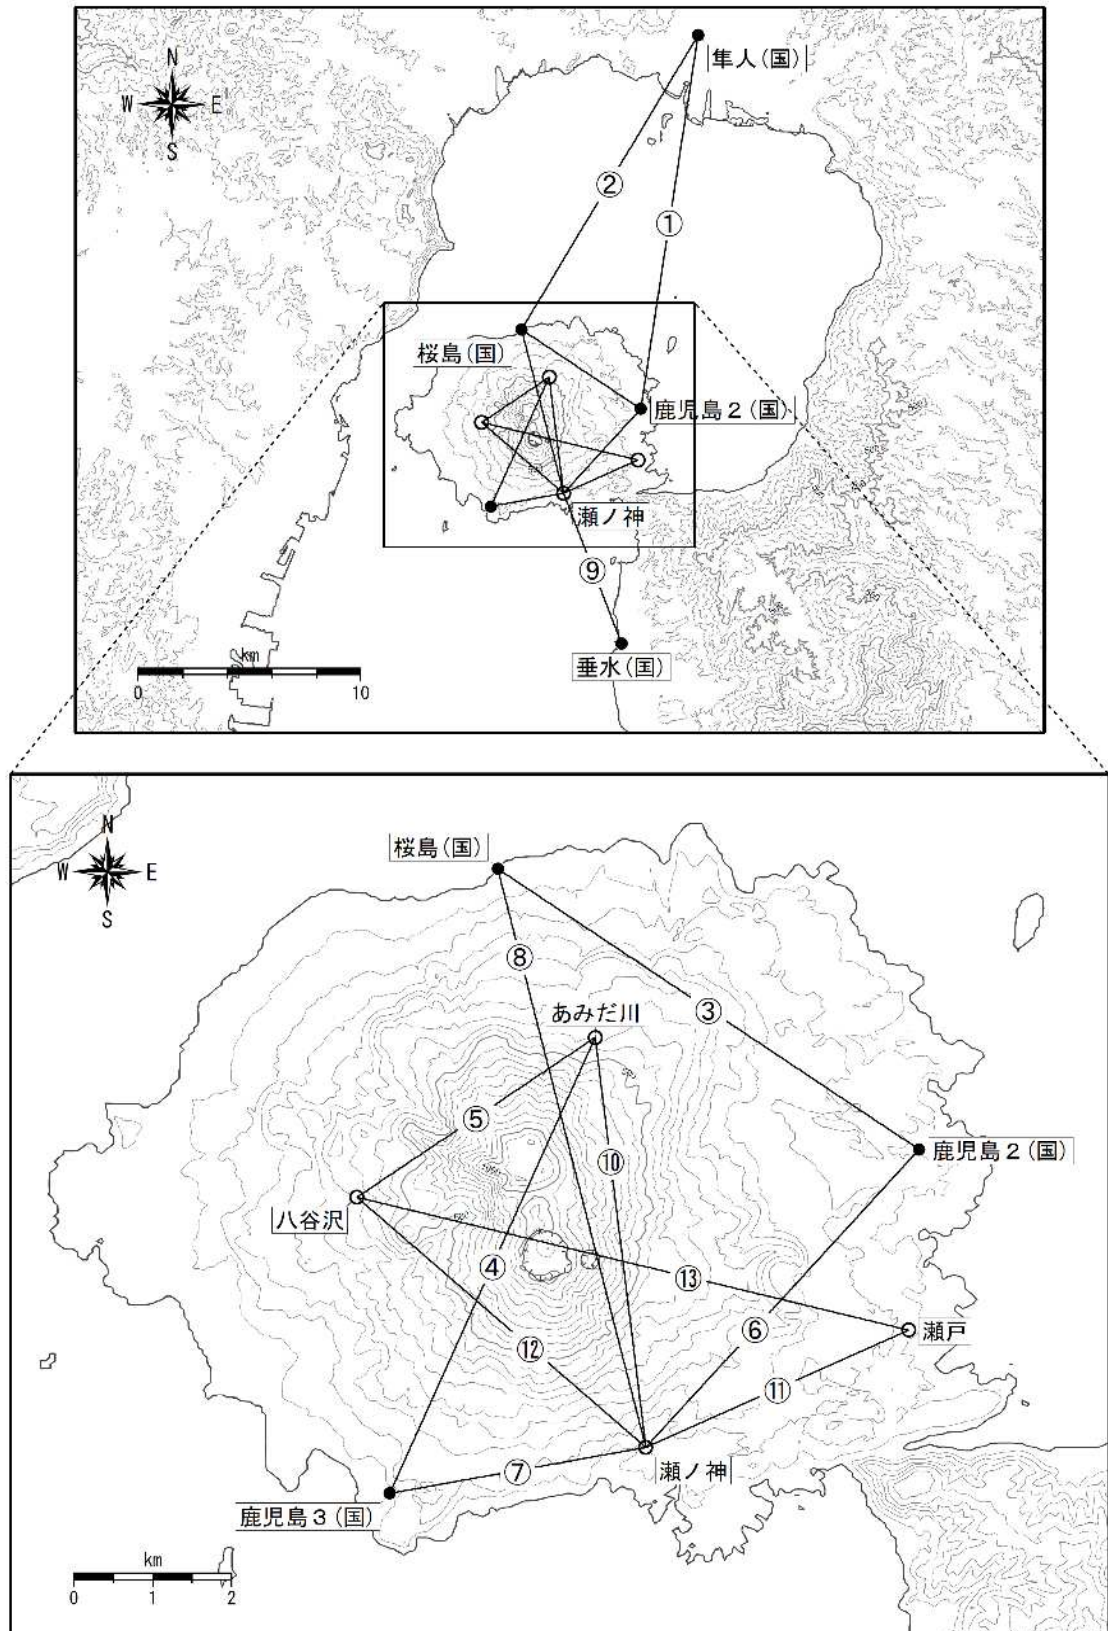 隼人(国)
N
W
E
S
②
①
桜島(国)
鹿児島2(国)
瀬ノ神
⑨
km
0
10
垂水(国)
N
W
E
S
桜島(国)
⑧
③
あみだ川
⑤
⑩
鹿児島2(国)
八谷沢
④
⑬
⑥
瀬戸
⑫
⑪
瀬ノ神
⑦
鹿児島3(国)
km
0
1
2